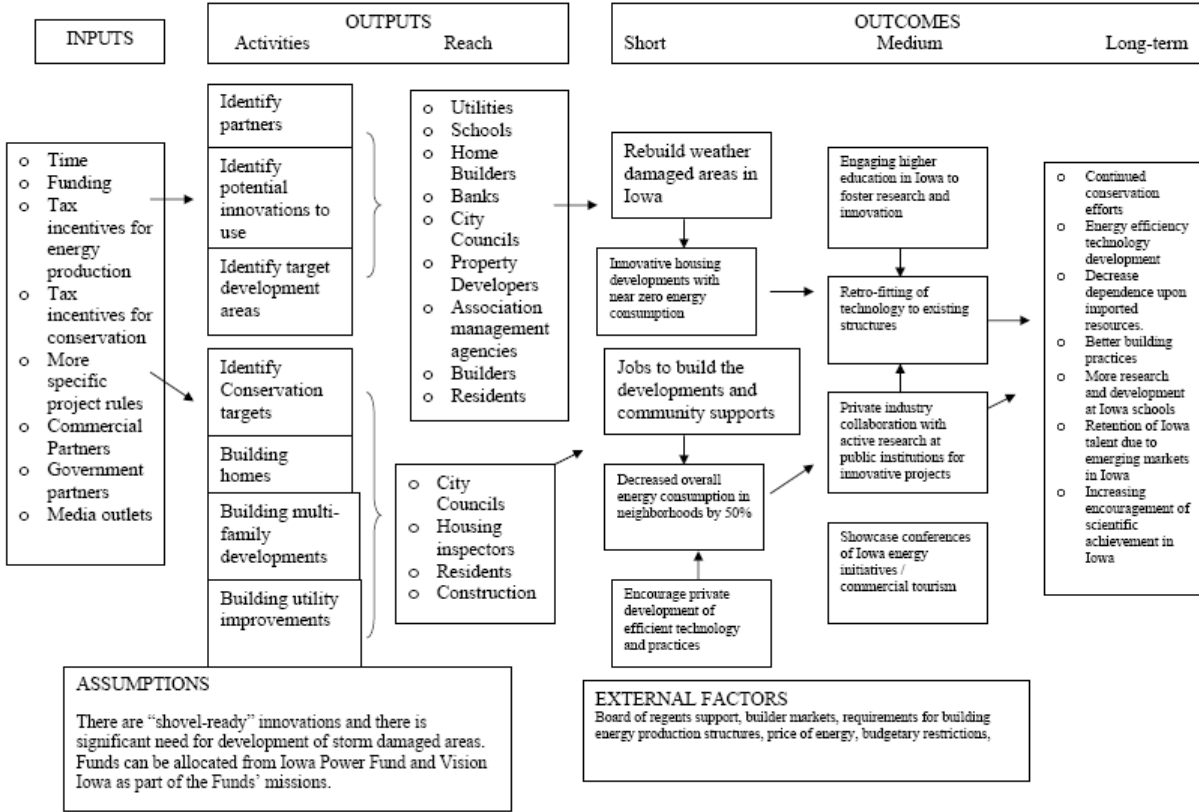 INPUTS
OUTPUTS
Activities Reach
OUTCOMES
Short Medium Long-term
o Time
o Funding
o Tax
incentives for
energy
production
o Tax
incentives for
conservation
o More
specific
project rules
o Commercial
Partners
o Government
partners
o Media outlets
Identify
partners
Identify
potential
innovations to
use
Identify target
development
areas
Identify
Conservation
targets
Building
homes
Building multi-
family
developments
Building utility
improvements
o Utilities
o Schools
o Home
Builders
o Banks
o City
Councils
o Property
Developers
o Association
management
agencies
o Builders
o Residents
o City
Councils
o Housing
inspectors
o Residents
o Construction
Rebuild weather
damaged areas in
Iowa
Innovative housing
developments with
near zero energy
consumption
Jobs to build the
developments and
community supports
Decreased overall
energy consumption in
neighborhoods by 50%
Encourage private
development of
efficient technology
and practices
Engaging higher
education in Iowa to
foster research and
innovation
Retro-fitting of
technology to existing
structures
Private industry
collaboration with
active research at
public institutions for
innovative projects
Showcase conferences
of Iowa energy
initiatives /
commercial tourism
o Continued
conservation
efforts
o Energy efficiency
technology
development
o Decrease
dependence upon
imported
resources.
o Better building
practices
o More research
and development
at Iowa schools
o Retention of Iowa
talent due to
emerging markets
in Iowa
o Increasing
encouragement of
scientific
achievement in
Iowa
ASSUMPTIONS
There are “shovel-ready” innovations and there is
significant need for development of storm damaged areas.
Funds can be allocated from Iowa Power Fund and Vision
Iowa as part of the Funds’ missions.
EXTERNAL FACTORS
Board of regents support, builder markets, requirements for building
energy production structures, price of energy, budgetary restrictions,